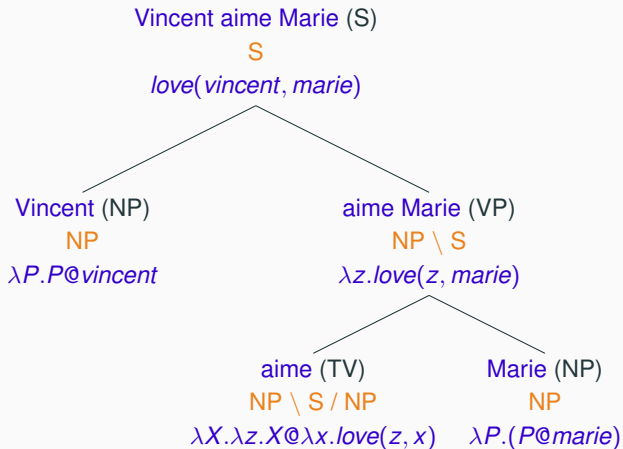 Vincent aime Marie (S)
S
love(vincent, marie)
Vincent (NP)
NP
λP.P@vincent
aime Marie (VP)
NP \ S
λz.love(z, marie)
aime (TV)
NP \ S / NP
λX.λz.X@λx.love(z, x)
Marie (NP)
NP
λP.(P@marie)